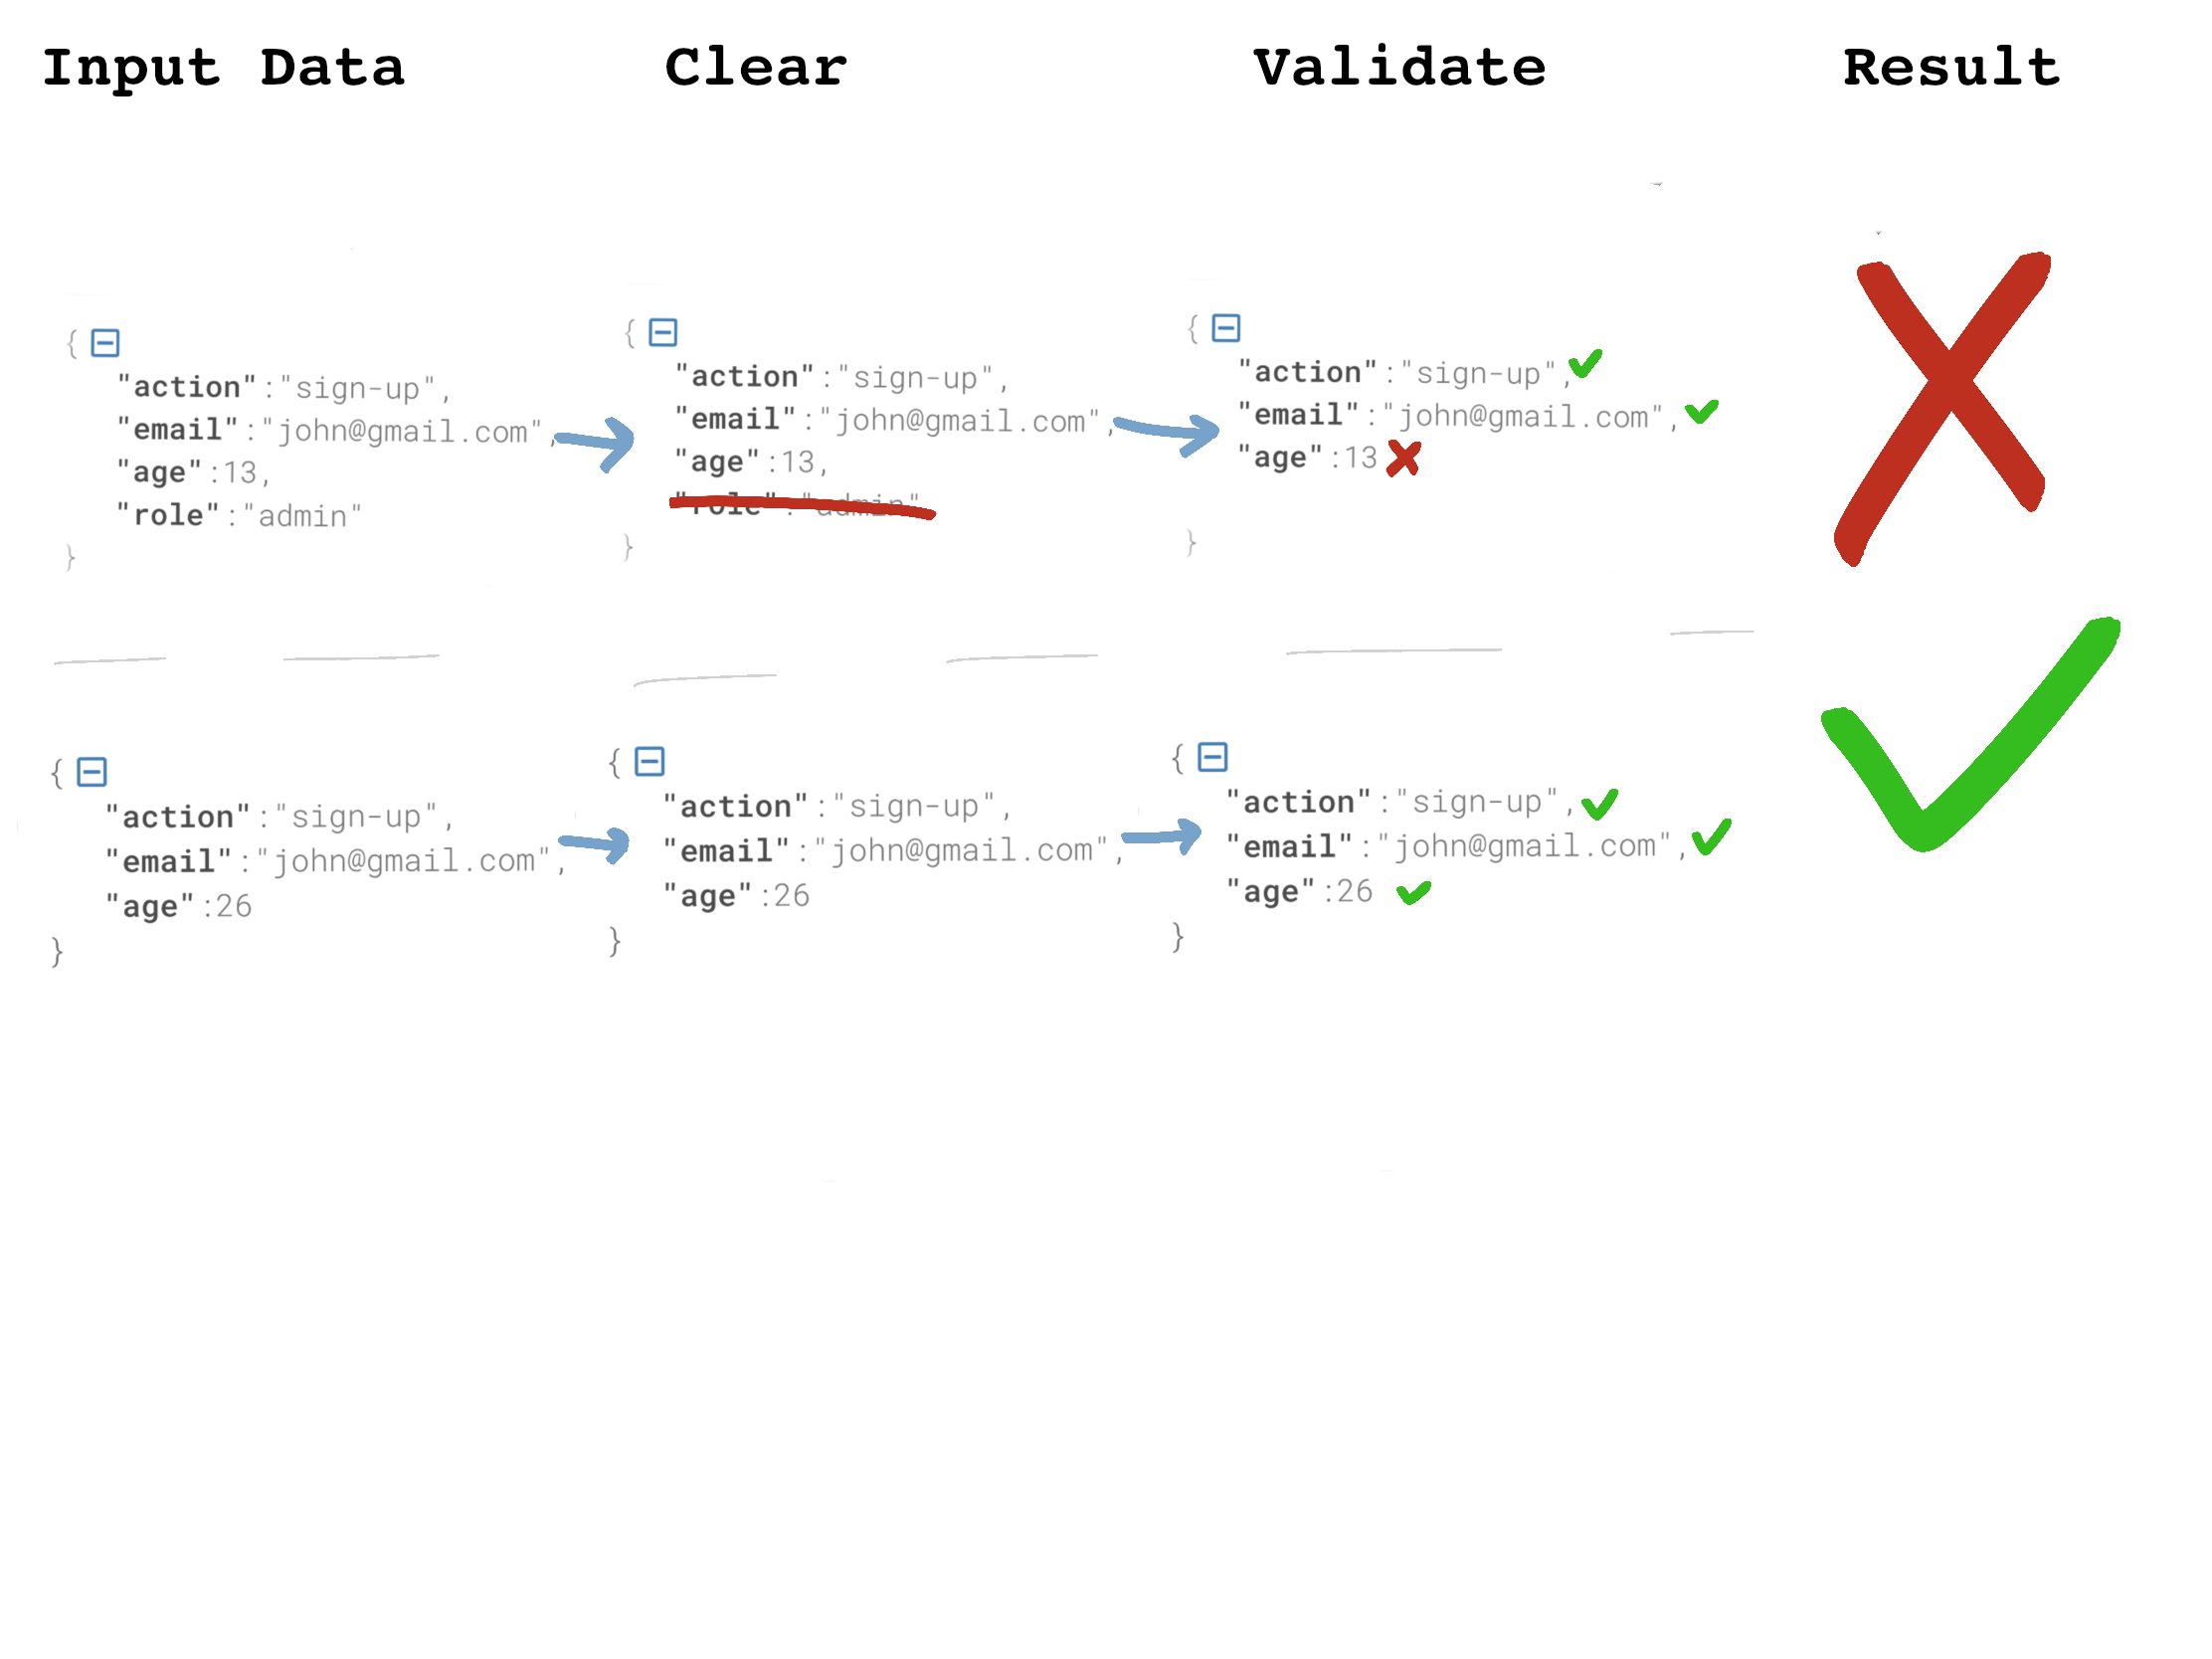 Input Data
Clear
Validate
Result
{
"action":"sign-up",
"email":"john@gmail.com",
"age":13,
"role":"admin"
}
{
"action":"sign-up",
"email":"john@gmail.com",
"age":13,
"role":"admin"
}
{
"action":"sign-up",
"email":"john@gmail.com",
"age":13
}
{
"action":"sign-up",
"email":"john@gmail.com",
"age":26
}
{
"action":"sign-up",
"email":"john@gmail.com",
"age":26
}
{
"action":"sign-up",
"email":"john@gmail.com",
"age":26
}